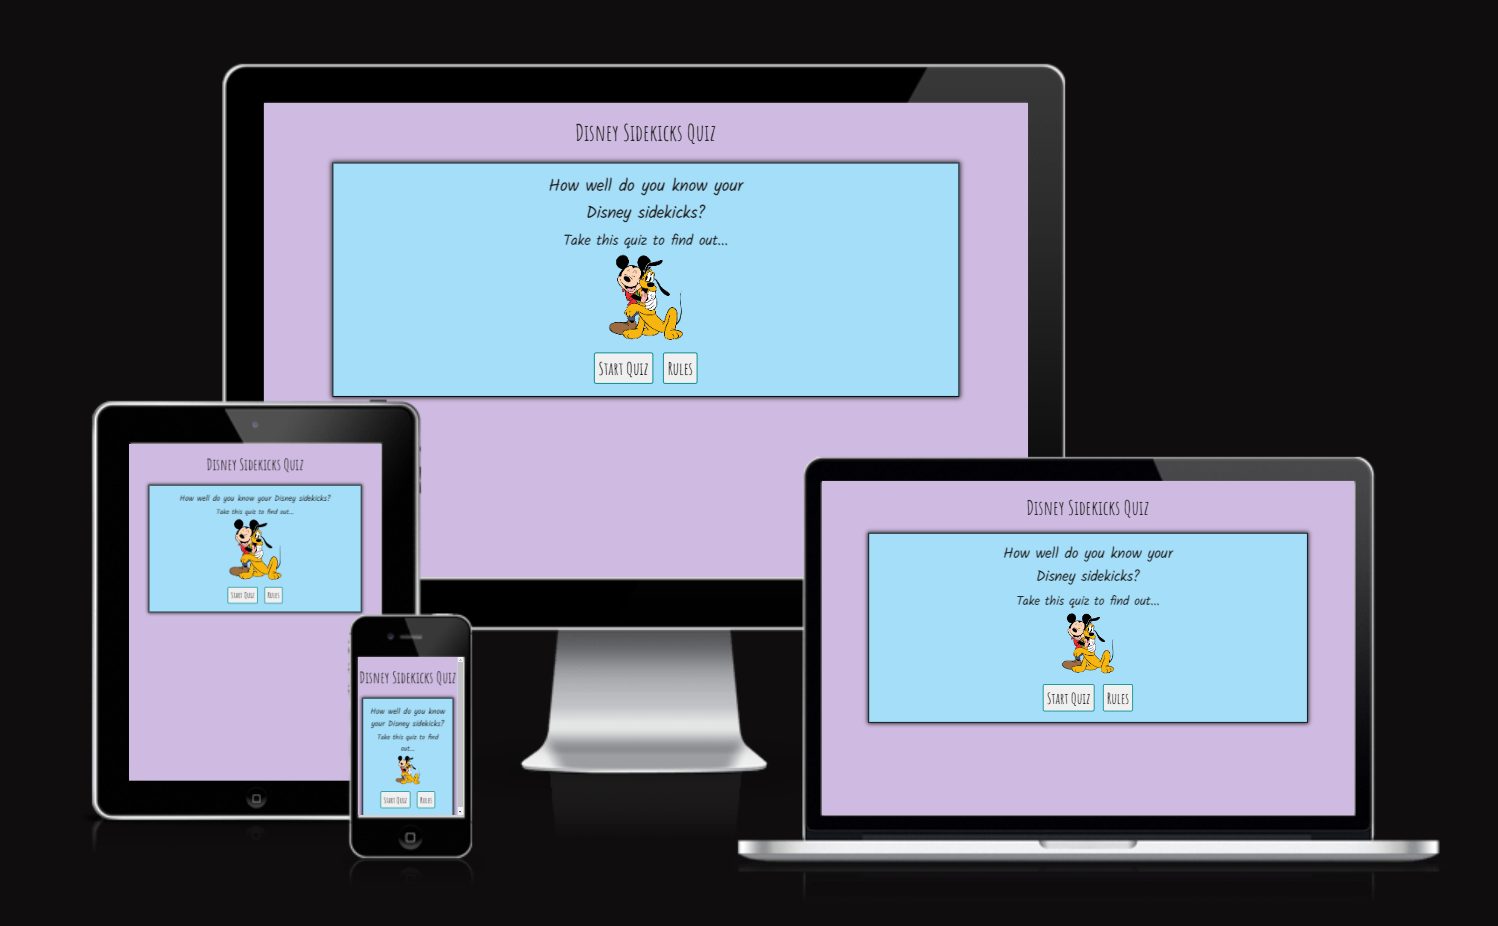 Disney Sidekicks Quiz
How well do you know your
Disney sidekicks?
Take this quiz to find out...
Start Quiz
Rules
Disney Sidekicks Quiz
How well do you know your Disney sidekicks?
Take this quiz to find out...
Start Quiz
Rules
Disney Sidekicks Quiz
How well do you know
your Disney sidekicks?
Take this quiz to find
out...
Start Quiz
Rules
Disney Sidekicks Quiz
How well do you know your
Disney sidekicks?
Take this quiz to find out...
Start Quiz
Rules